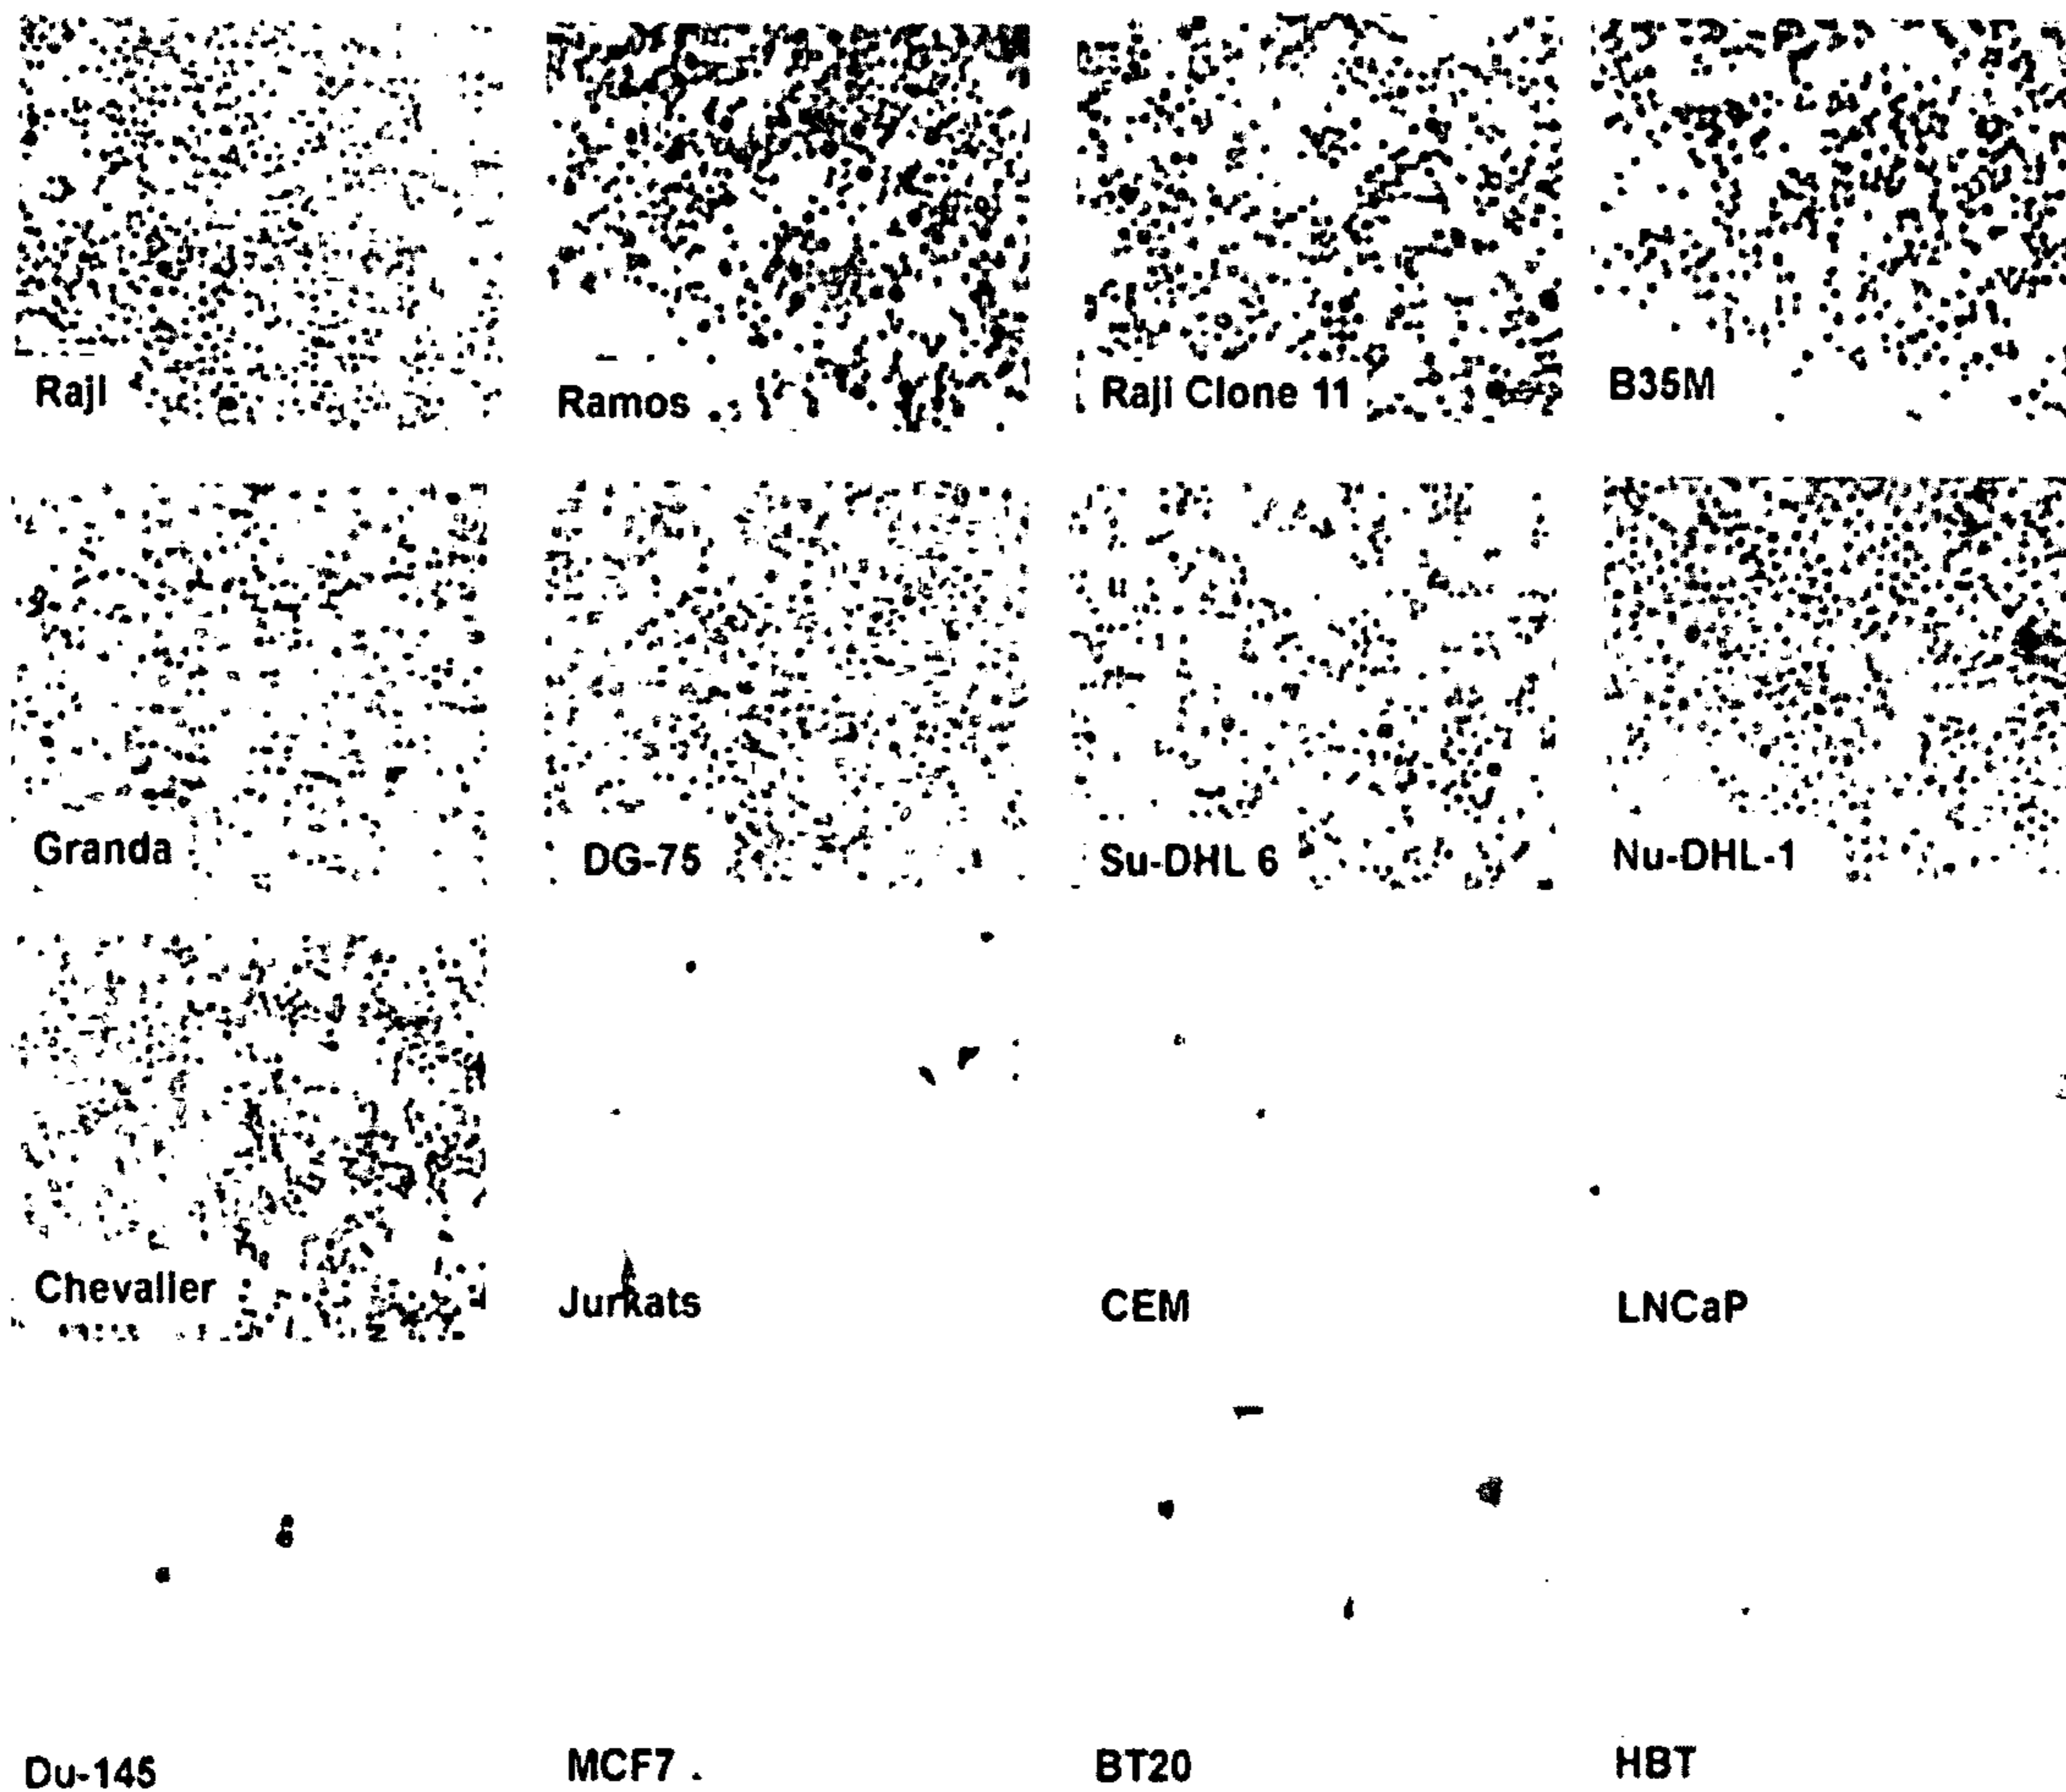 Raji
Ramos
Raji Clone 11
B35M
Granda
DG-75
Su-DHL 6
Nu-DHL-1
Chevalier
Jurkats
CEM
LNCaP
Du-145
MCF7
BT20
HBT